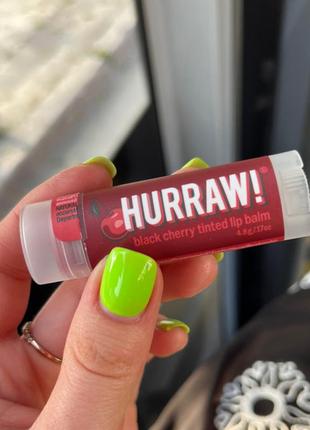 HURRAW!®
black cherry tinted lip balm
4.8g/.17oz